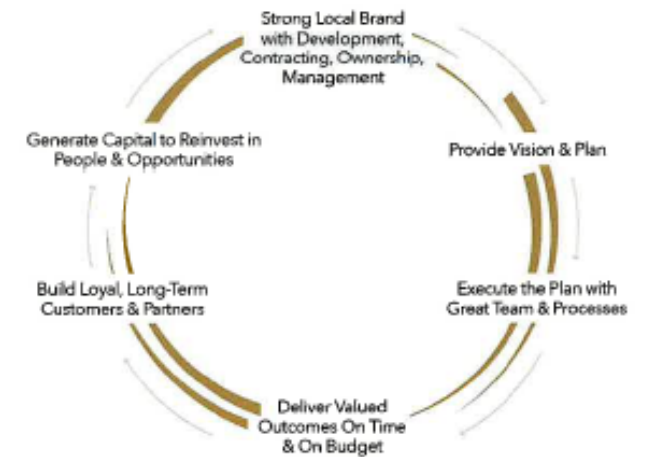 Strong Local Brand
with Development,
Contracting, Ownership,
Management
Provide Vision & Plan
Execute the Plan with
Great Team & Processes
Deliver Valued
Outcomes On Time
& On Budget
Build Loyal, Long-Term
Customers & Partners
Generate Capital to Reinvest in
People & Opportunities